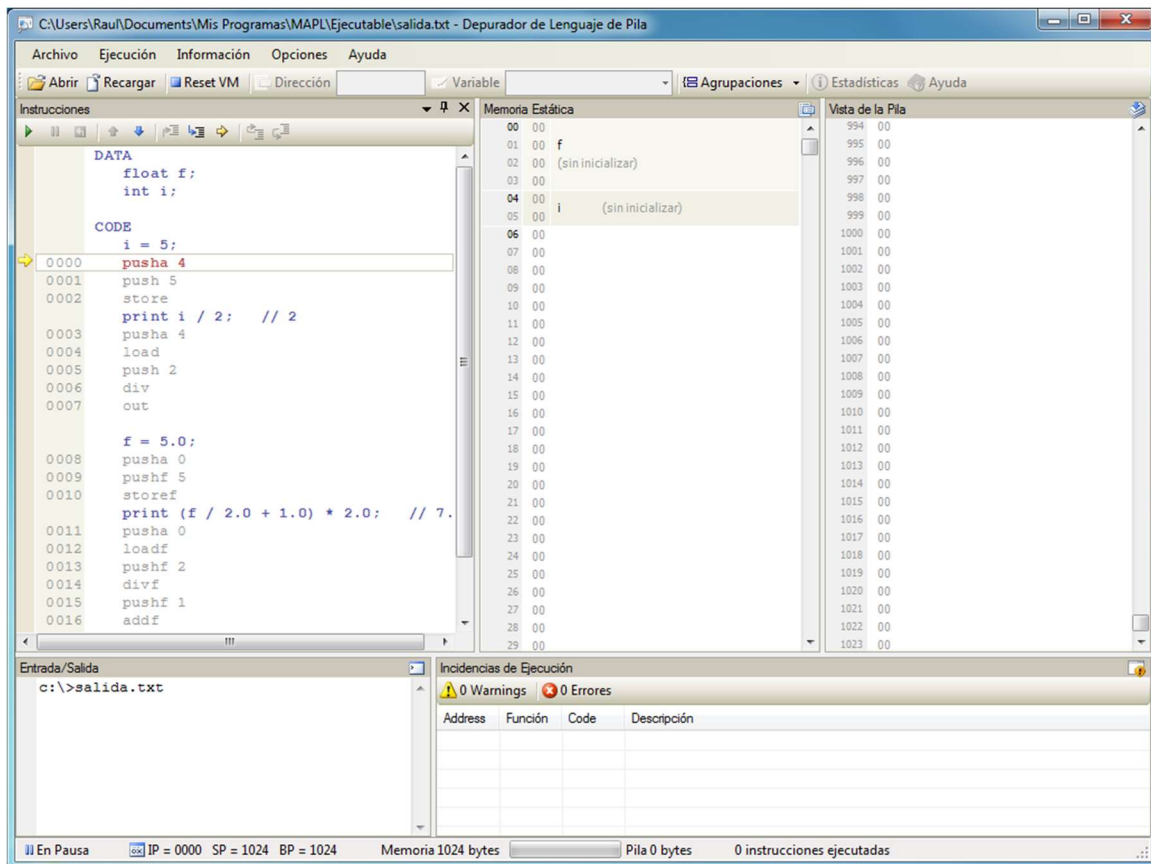 C:\Users\Raul\Documents\Mis Programas\MAPL\Ejecutable\salida.txt - Depurador de Lenguaje de Pila
Archivo Ejecución Información Opciones Ayuda
Abrir Recargar Reset VM Dirección Variable Agrupaciones Estadísticas Ayuda
Instrucciones
DATA
float f;
int i;
CODE
i = 5;
0000 pusha 4
0001 push 5
0002 store
print i / 2; // 2
0003 pusha 4
0004 load
0005 push 2
0006 div
0007 out
f = 5.0;
0008 pusha 0
0009 pushf 5
0010 storef
print (f / 2.0 + 1.0) * 2.0; // 7.
0011 pusha 0
0012 loadf
0013 pushf 2
0014 divf
0015 pushf 1
0016 addf
Memoria Estática
00 00
01 00 f
02 00 (sin inicializar)
03 00
04 00
i (sin inicializar)
05 00
06 00
07 00
08 00
09 00
10 00
11 00
12 00
13 00
14 00
15 00
16 00
17 00
18 00
19 00
20 00
21 00
22 00
23 00
24 00
25 00
26 00
27 00
28 00
29 00
Vista de la Pila
994 00
995 00
996 00
997 00
998 00
999 00
1000 00
1001 00
1002 00
1003 00
1004 00
1005 00
1006 00
1007 00
1008 00
1009 00
1010 00
1011 00
1012 00
1013 00
1014 00
1015 00
1016 00
1017 00
1018 00
1019 00
1020 00
1021 00
1022 00
1023 00
Entrada/Salida
c:\>salida.txt
Incidencias de Ejecución
0 Warnings 0 Errores
Address Función Code Descripción
En Pausa IP = 0000 SP = 1024 BP = 1024 Memoria 1024 bytes Pila 0 bytes 0 instrucciones ejecutadas